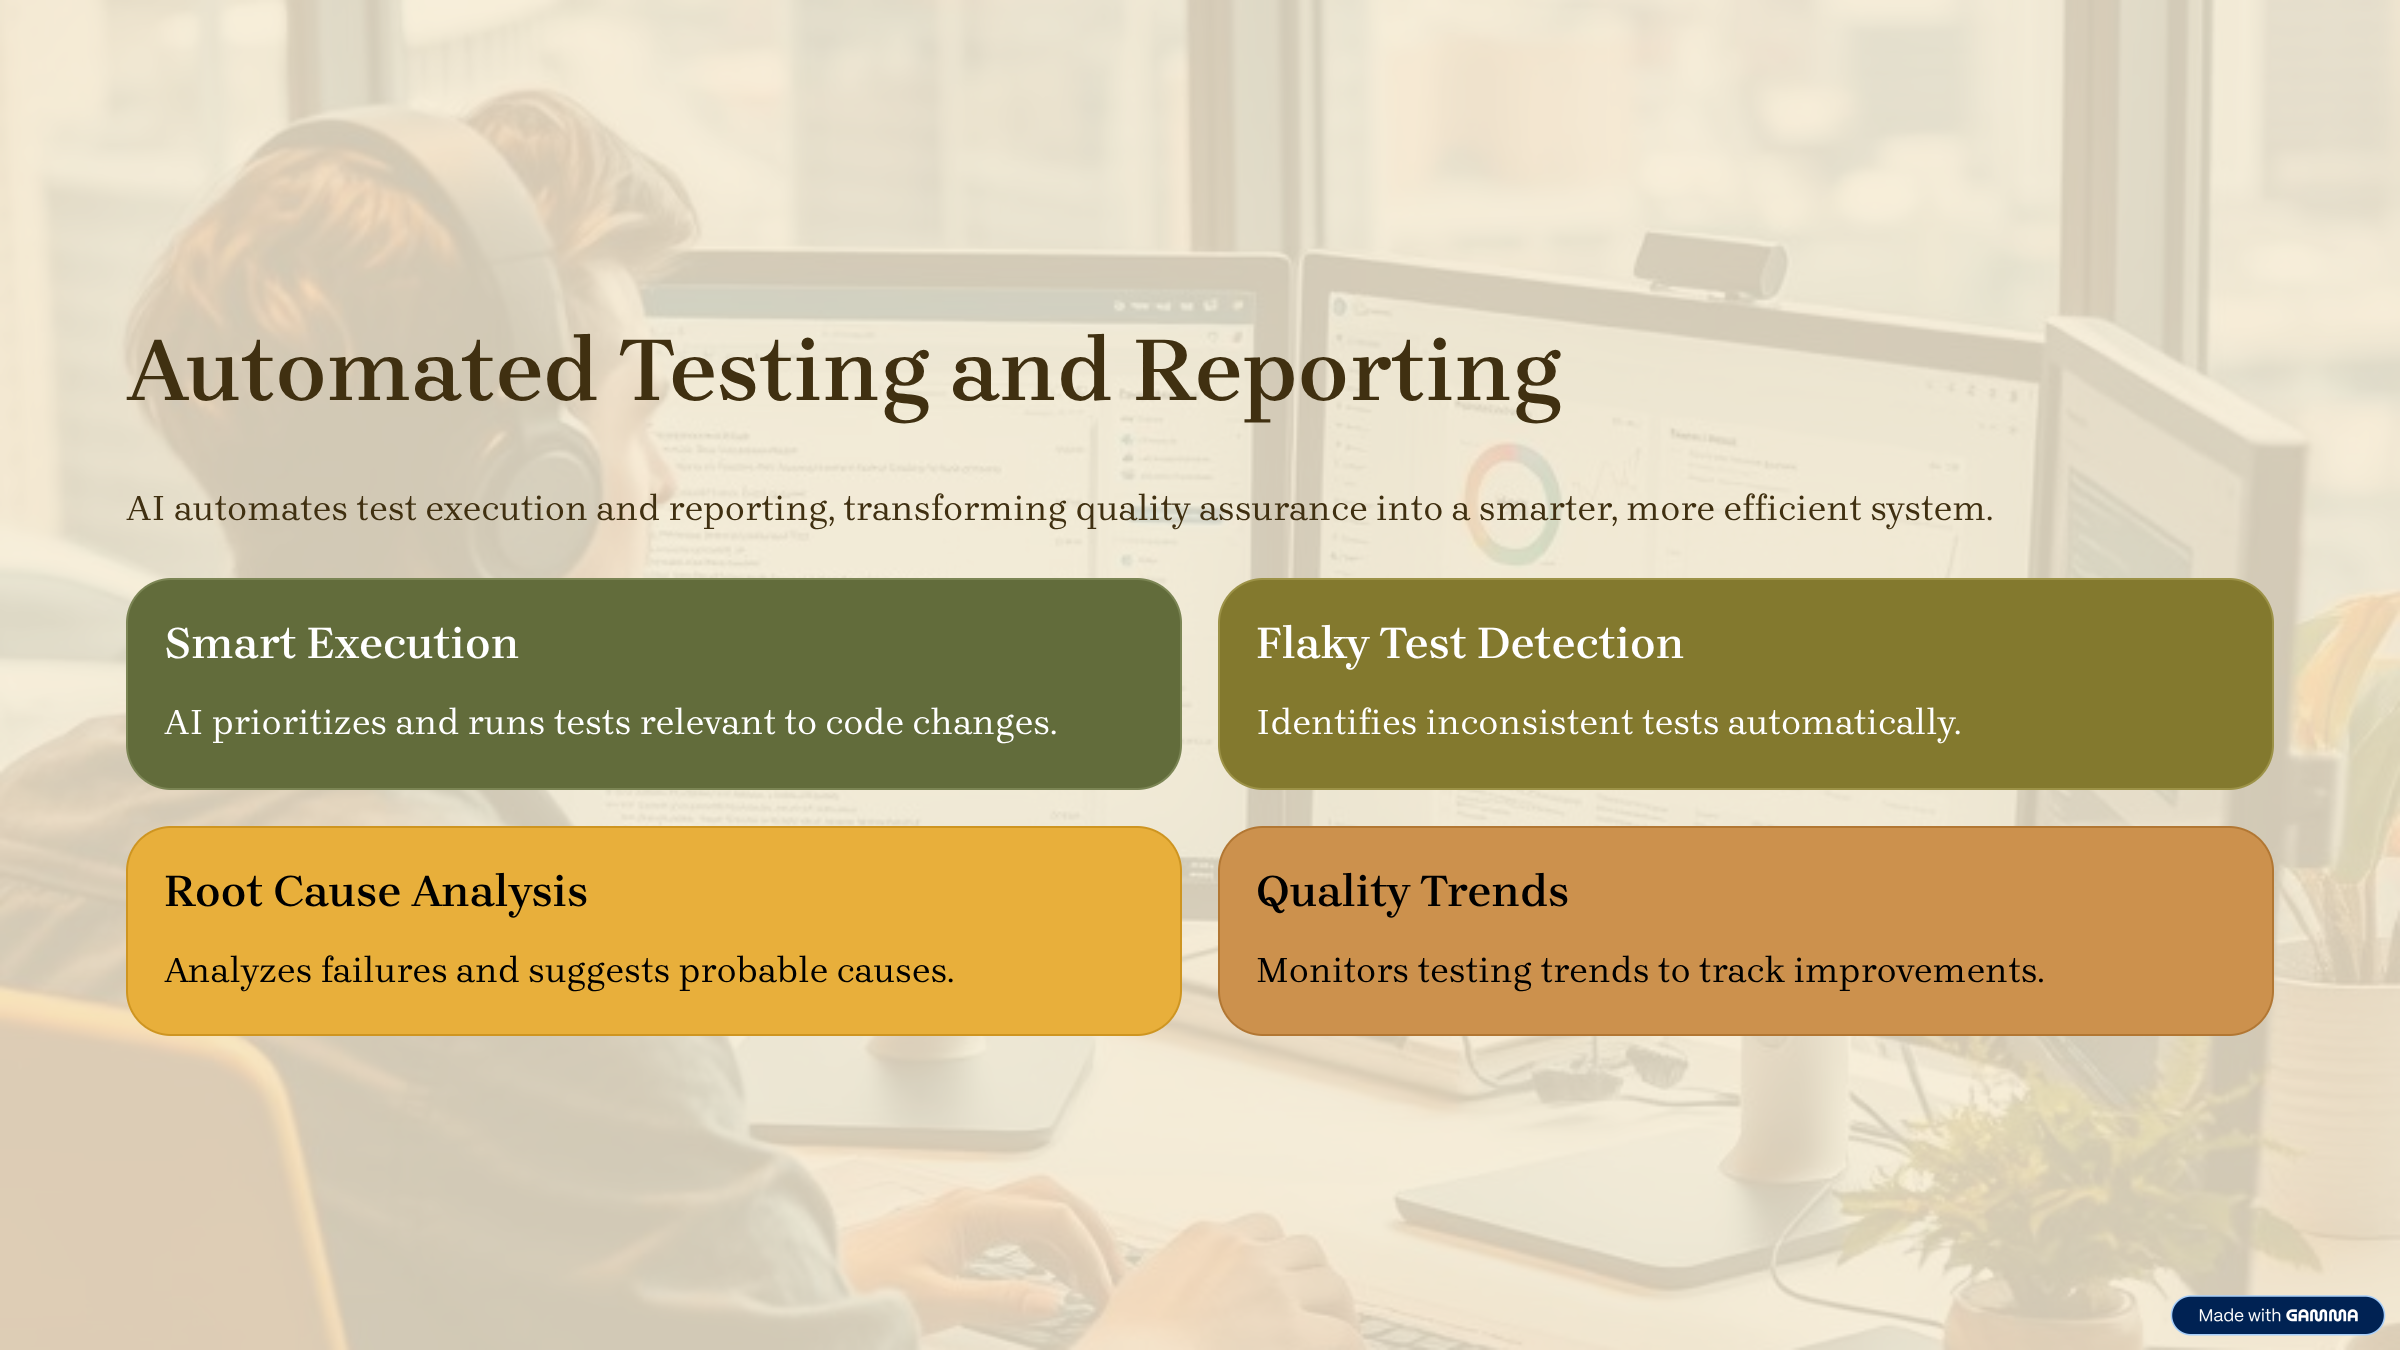 Automated Testing and Reporting
AI automates test execution and reporting, transforming quality assurance into a smarter, more efficient system.
Smart Execution
AI prioritizes and runs tests relevant to code changes.
Flaky Test Detection
Identifies inconsistent tests automatically.
Root Cause Analysis
Analyzes failures and suggests probable causes.
Quality Trends
Monitors testing trends to track improvements.
Made with GAMMA